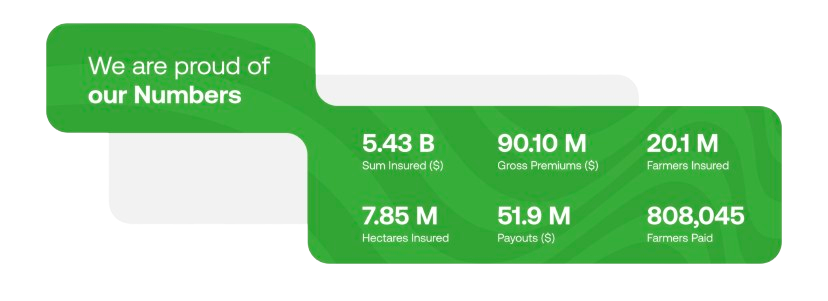 We are proud of
our Numbers
5.43 B
Sum Insured ($)
90.10 M
Gross Premiums ($)
20.1 M
Farmers Insured
7.85 M
Hectares Insured
51.9 M
Payouts ($)
808,045
Farmers Paid